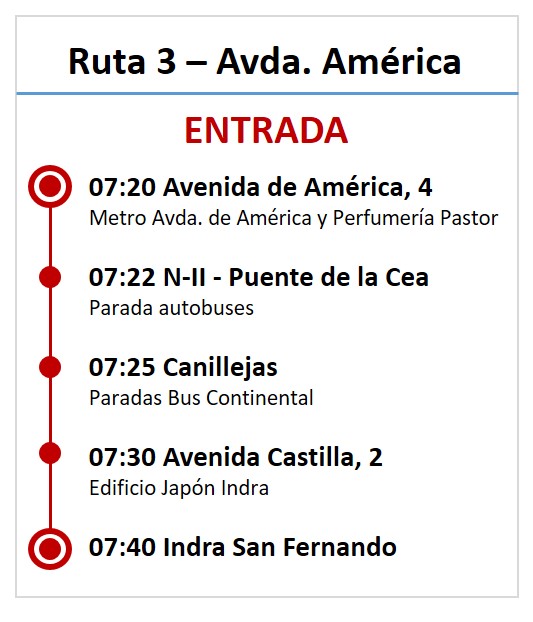 Ruta 3 – Avda. América
ENTRADA
07:20 Avenida de América, 4
Metro Avda. de América y Perfumería Pastor
07:22 N-II - Puente de la Cea
Parada autobuses
07:25 Canillejas
Paradas Bus Continental
07:30 Avenida Castilla, 2
Edificio Japón Indra
07:40 Indra San Fernando